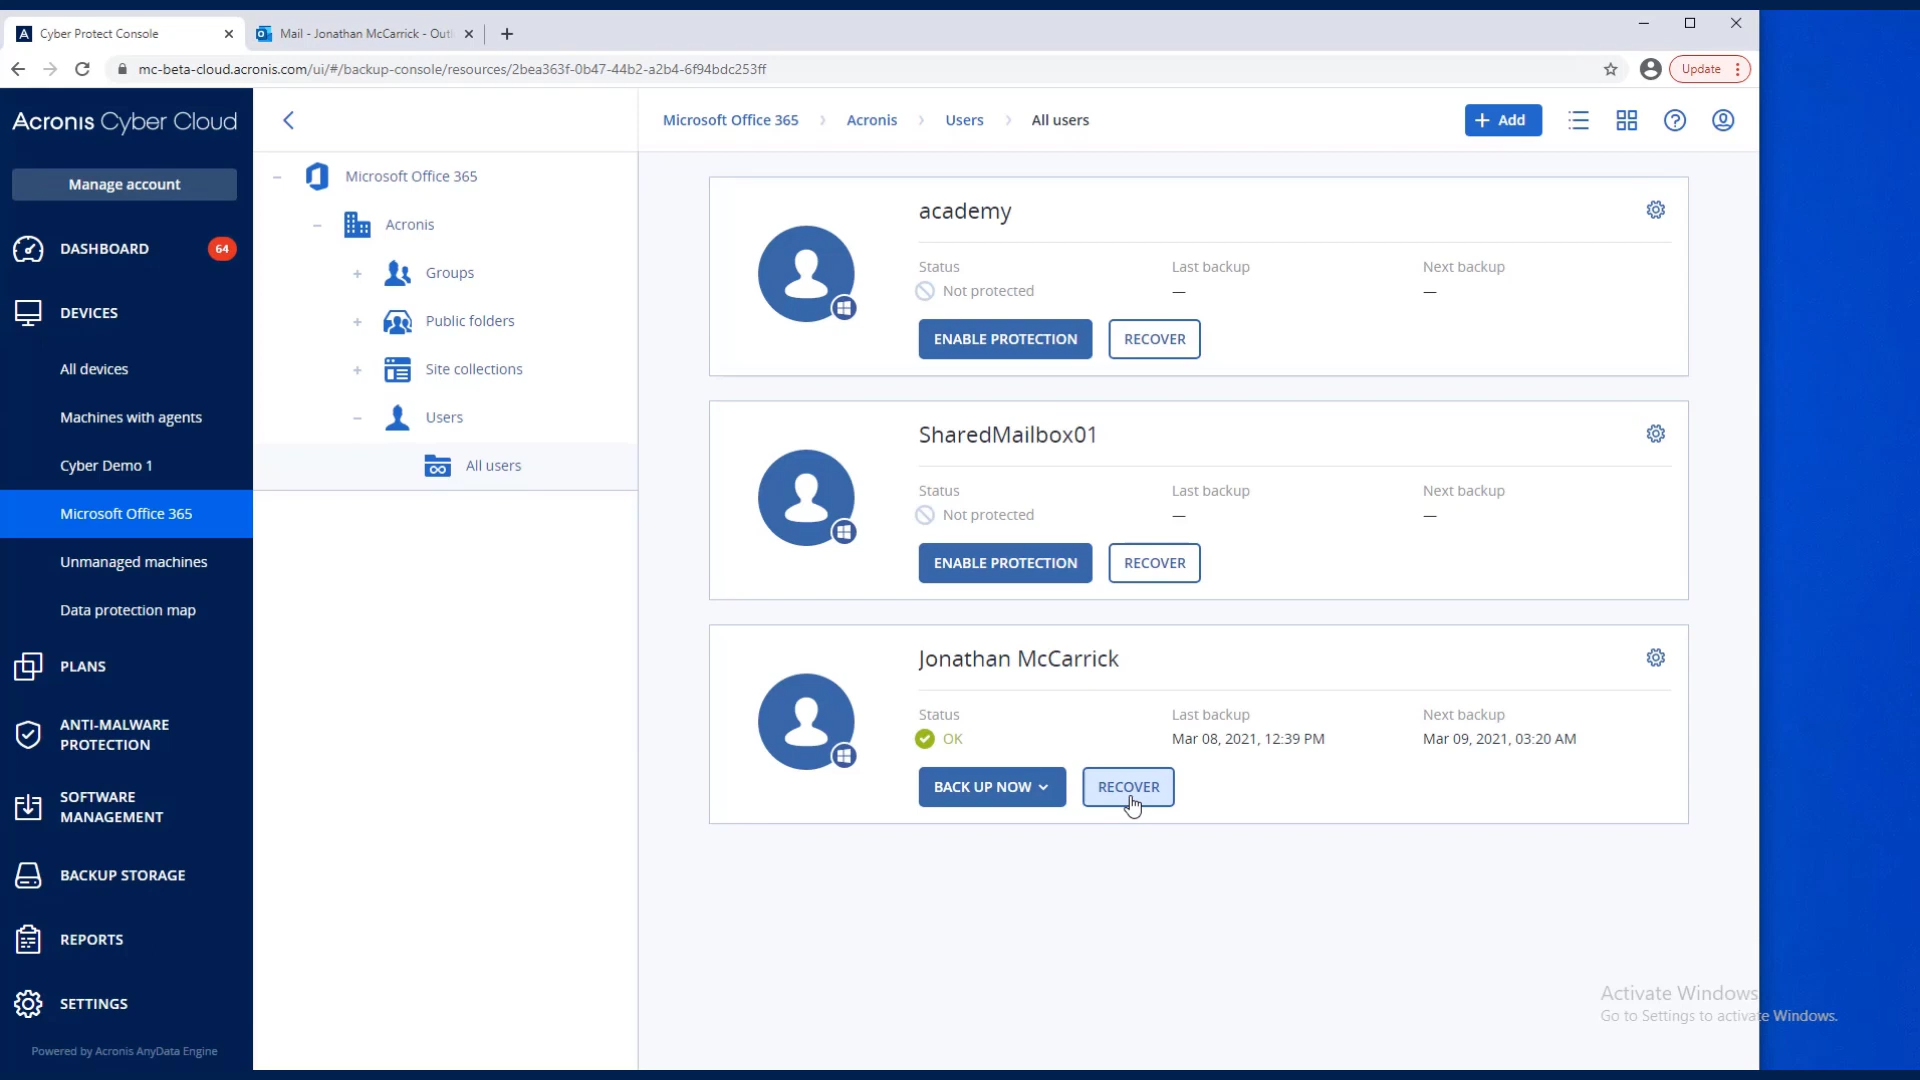 Cyber Protect Console
Mail - Jonathan McCarrick - Out
mc-beta-cloud.acronis.com/ui/#/backup-console/resources/2bea363f-0b47-44b2-a2b4-6f94bdc253ff
Update
Acronis Cyber Cloud
Manage account
DASHBOARD 64
DEVICES
All devices
Machines with agents
Cyber Demo 1
Microsoft Office 365
Unmanaged machines
Data protection map
PLANS
ANTI-MALWARE
PROTECTION
SOFTWARE
MANAGEMENT
BACKUP STORAGE
REPORTS
SETTINGS
Powered by Acronis AnyData Engine
Microsoft Office 365
Acronis
Groups
Public folders
Site collections
Users
All users
Microsoft Office 365 Acronis Users All users
+ Add
academy
Status Last backup Next backup
Not protected — —
ENABLE PROTECTION RECOVER
SharedMailbox01
Status Last backup Next backup
Not protected — —
ENABLE PROTECTION RECOVER
Jonathan McCarrick
Status Last backup Next backup
OK Mar 08, 2021, 12:39 PM Mar 09, 2021, 03:20 AM
BACK UP NOW RECOVER
Activate Windows
Go to Settings to activate Windows.